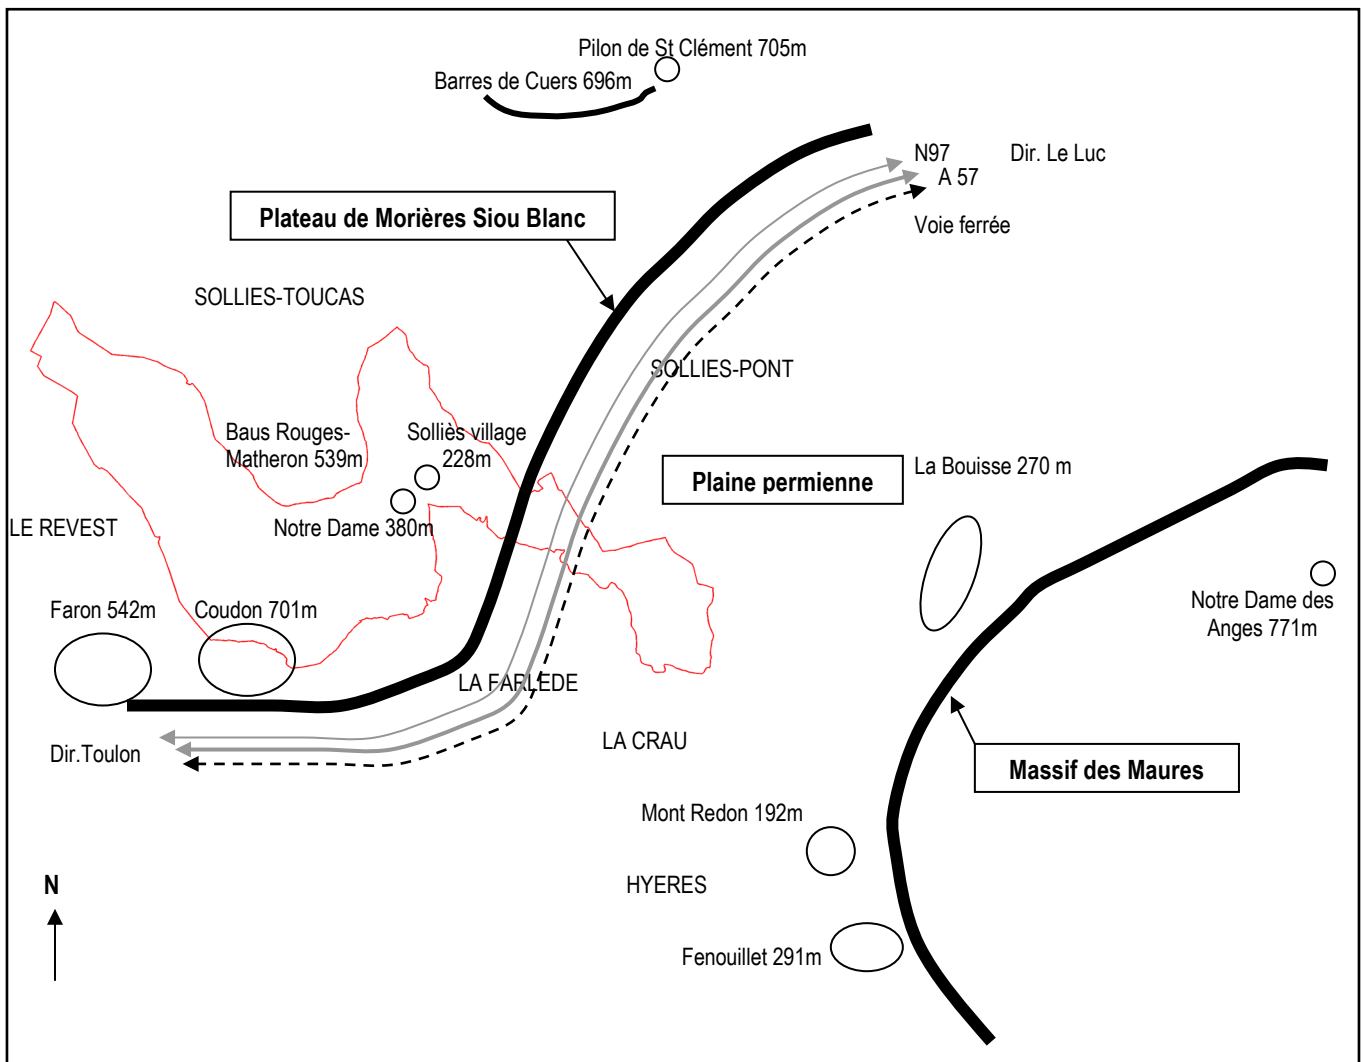 Pilon de St Clément 705m
Barres de Cuers 696m
N97
Dir. Le Luc
A 57
Plateau de Morières Siou Blanc
Voie ferrée
SOLLIES-TOUCAS
SOLLIES-PONT
Baus Rouges-
Matheron 539m
Solliès village
228m
Plaine permienne
La Bouisse 270 m
LE REVEST
Notre Dame 380m
Faron 542m
Coudon 701m
Notre Dame des
Anges 771m
LA FARLEDE
Dir.Toulon
LA CRAU
Massif des Maures
Mont Redon 192m
N
HYERES
Fenouillet 291m